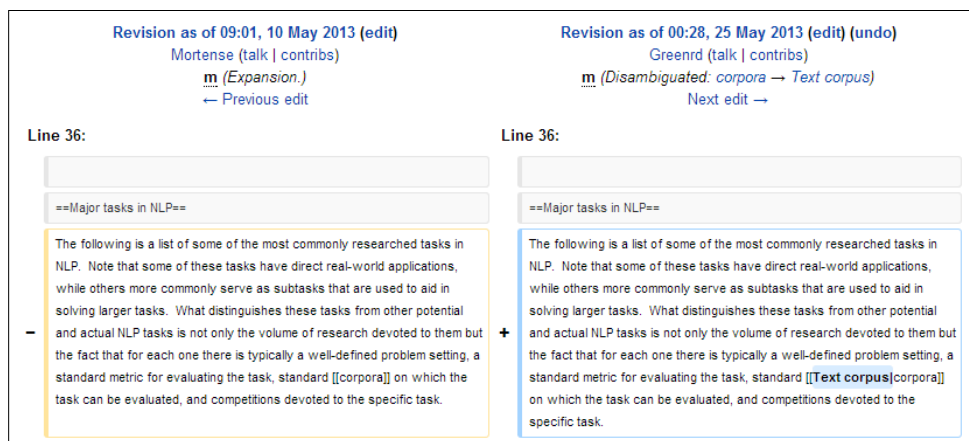 Revision as of 09:01, 10 May 2013 (edit)
Mortense (talk | contribs)
m (Expansion.)
← Previous edit
Revision as of 00:28, 25 May 2013 (edit) (undo)
Greenrd (talk | contribs)
m (Disambiguated: corpora → Text corpus)
Next edit →
Line 36:
Line 36:
==Major tasks in NLP==
==Major tasks in NLP==
−
The following is a list of some of the most commonly researched tasks in
NLP.  Note that some of these tasks have direct real-world applications,
while others more commonly serve as subtasks that are used to aid in
solving larger tasks.  What distinguishes these tasks from other potential
and actual NLP tasks is not only the volume of research devoted to them but
the fact that for each one there is typically a well-defined problem setting, a
standard metric for evaluating the task, standard [[corpora]] on which the
task can be evaluated, and competitions devoted to the specific task.
+
The following is a list of some of the most commonly researched tasks in
NLP.  Note that some of these tasks have direct real-world applications,
while others more commonly serve as subtasks that are used to aid in
solving larger tasks.  What distinguishes these tasks from other potential
and actual NLP tasks is not only the volume of research devoted to them but
the fact that for each one there is typically a well-defined problem setting, a
standard metric for evaluating the task, standard [[Text corpus|corpora]]
on which the task can be evaluated, and competitions devoted to the
specific task.